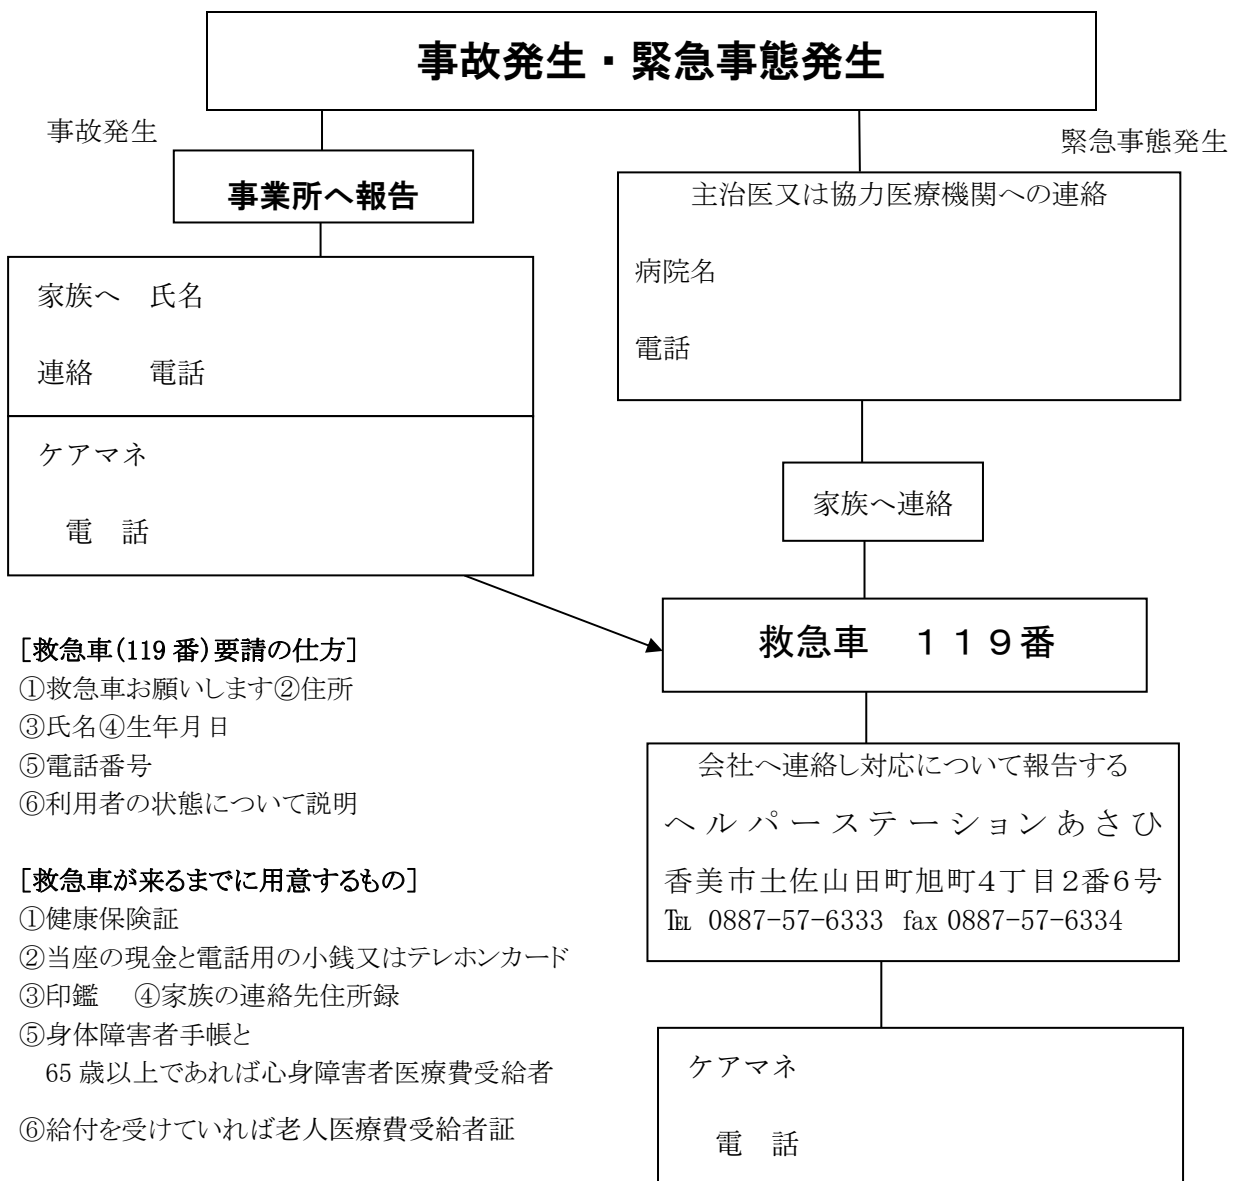 事故発生・緊急事態発生
事故発生
緊急事態発生
事業所へ報告
家族へ　氏名
連絡　　電話
ケアマネ
電　話
主治医又は協力医療機関への連絡
病院名
電話
家族へ連絡
救急車　１１９番
会社へ連絡し対応について報告する
ヘルパーステーションあさひ
香美市土佐山田町旭町4丁目2番6号
℡ 0887-57-6333 fax 0887-57-6334
ケアマネ
電　話
［救急車（119 番）要請の仕方］
①救急車お願いします②住所
③氏名④生年月日
⑤電話番号
⑥利用者の状態について説明
［救急車が来るまでに用意するもの］
①健康保険証
②当座の現金と電話用の小銭又はテレホンカード
③印鑑　④家族の連絡先住所録
⑤身体障害者手帳と
65 歳以上であれば心身障害者医療費受給者
⑥給付を受けていれば老人医療費受給者証